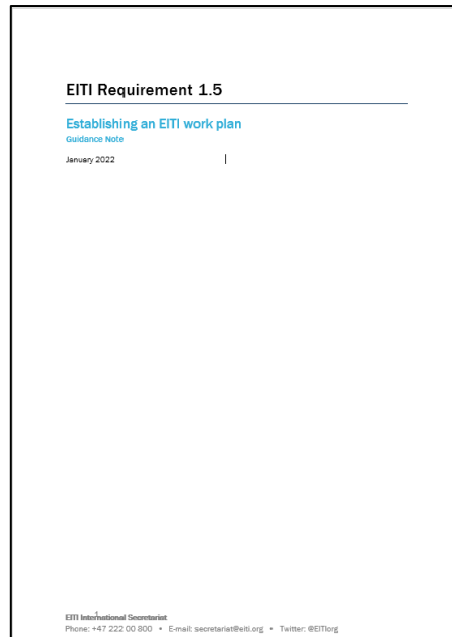 EITI Requirement 1.5
Establishing an EITI work plan
Guidance Note
January 2022
1
EITI International Secretariat
Phone: +47 222 00 800 • E-mail: secretariat@eiti.org • Twitter: @EITIorg